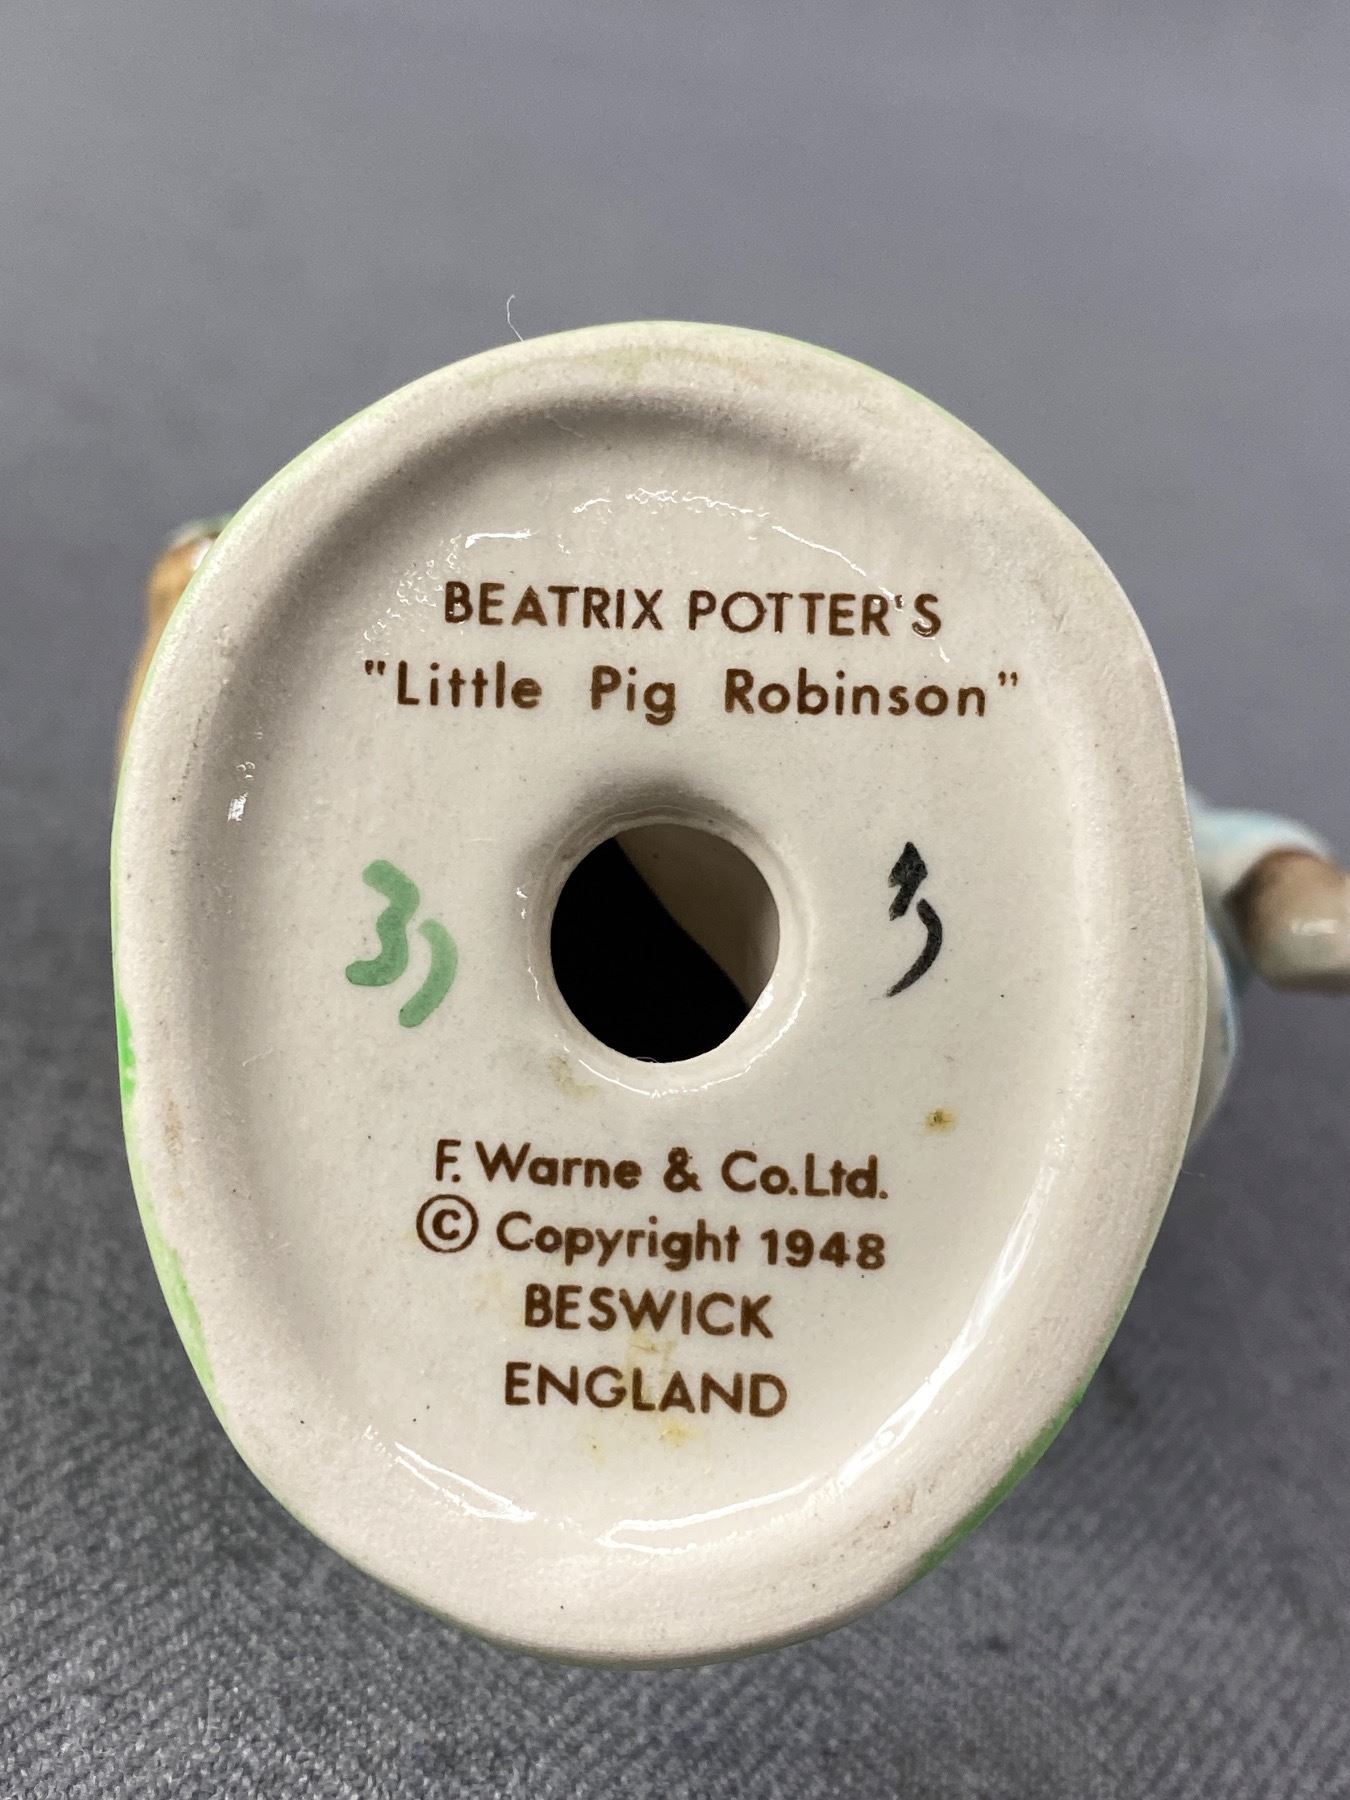 BEATRIX POTTER'S
"Little Pig Robinson"
F. Warne & Co. Ltd.
© Copyright 1948
BESWICK
ENGLAND